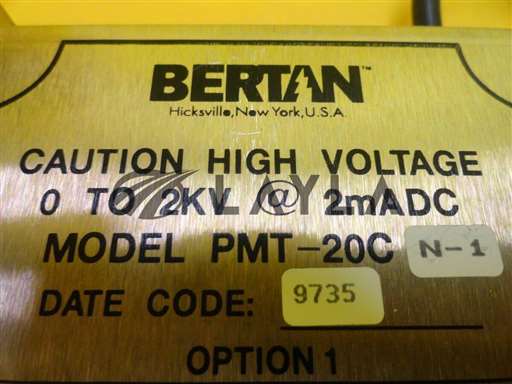 BERTAN™
Hicksville, New York, U.S.A.
CAUTION HIGH VOLTAGE
0 TO 2KV @ 2mADC
LAYLA
MODEL PMT-20C N-1
DATE CODE: 9735
OPTION 1